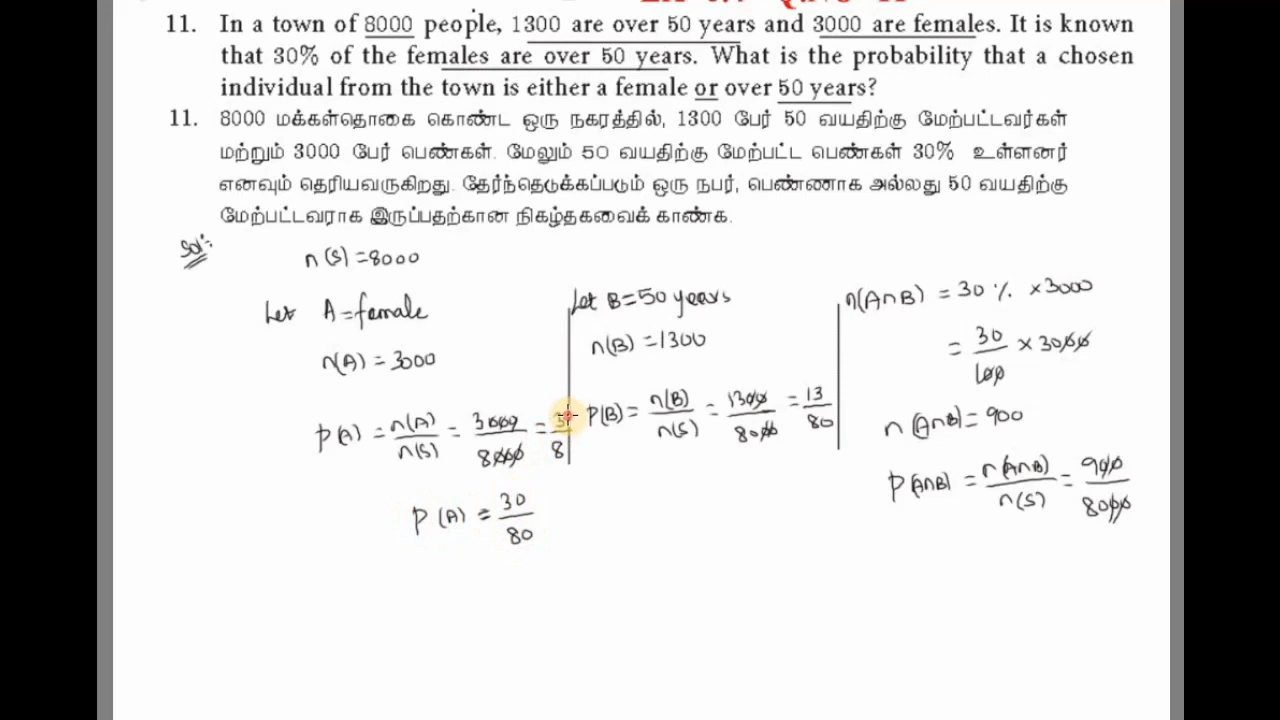 11. In a town of 8000 people, 1300 are over 50 years and 3000 are females. It is known
that 30% of the females are over 50 years. What is the probability that a chosen
individual from the town is either a female or over 50 years?
11. 8000 மக்கள்தொகை கொண்ட ஒரு நகரத்தில், 1300 பேர் 50 வயதிற்கு மேற்பட்டவர்கள்
மற்றும் 3000 பேர் பெண்கள். மேலும் 50 வயதிற்கு மேற்பட்ட பெண்கள் 30% உள்ளனர்
எனவும் தெரியவருகிறது. தேர்ந்தெடுக்கப்படும் ஒரு நபர், பெண்ணாக அல்லது 50 வயதிற்கு
மேற்பட்டவராக இருப்பதற்கான நிகழ்தகவைக் காண்க.
Sol:
n(S) = 8000
Let A = female
n(A) = 3000
P(A) = n(A)/n(S) = 3000/8000 = 3/8
P(A) = 30/80
Let B = 50 years
n(B) = 1300
P(B) = n(B)/n(S) = 1300/8000 = 13/80
n(A∩B) = 30% × 3000
= 30/100 × 3000
n(A∩B) = 900
P(A∩B) = n(A∩B)/n(S) = 900/8000